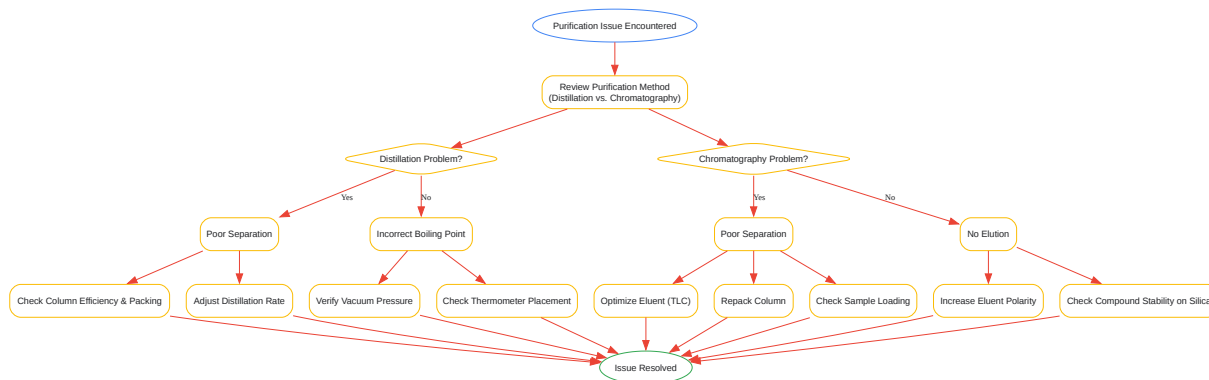 Purification Issue Encountered
Review Purification Method
(Distillation vs. Chromatography)
Distillation Problem?
Chromatography Problem?
Yes
No
Yes
No
Poor Separation
Incorrect Boiling Point
Poor Separation
No Elution
Check Column Efficiency & Packing
Adjust Distillation Rate
Verify Vacuum Pressure
Check Thermometer Placement
Optimize Eluent (TLC)
Repack Column
Check Sample Loading
Increase Eluent Polarity
Check Compound Stability on Silica
Issue Resolved